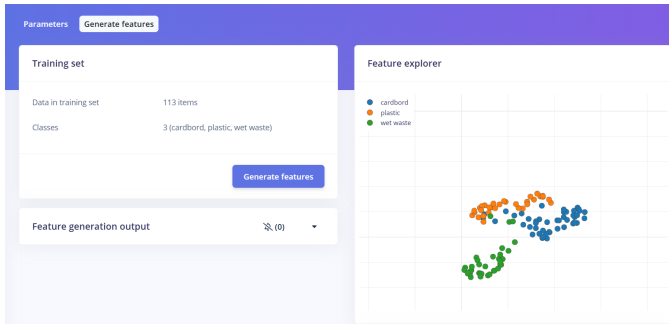 Parameters Generate features
Training set
Data in training set 113 items
Classes 3 (cardbord, plastic, wet waste)
Generate features
Feature generation output (0)
Feature explorer
cardbord
plastic
wet waste